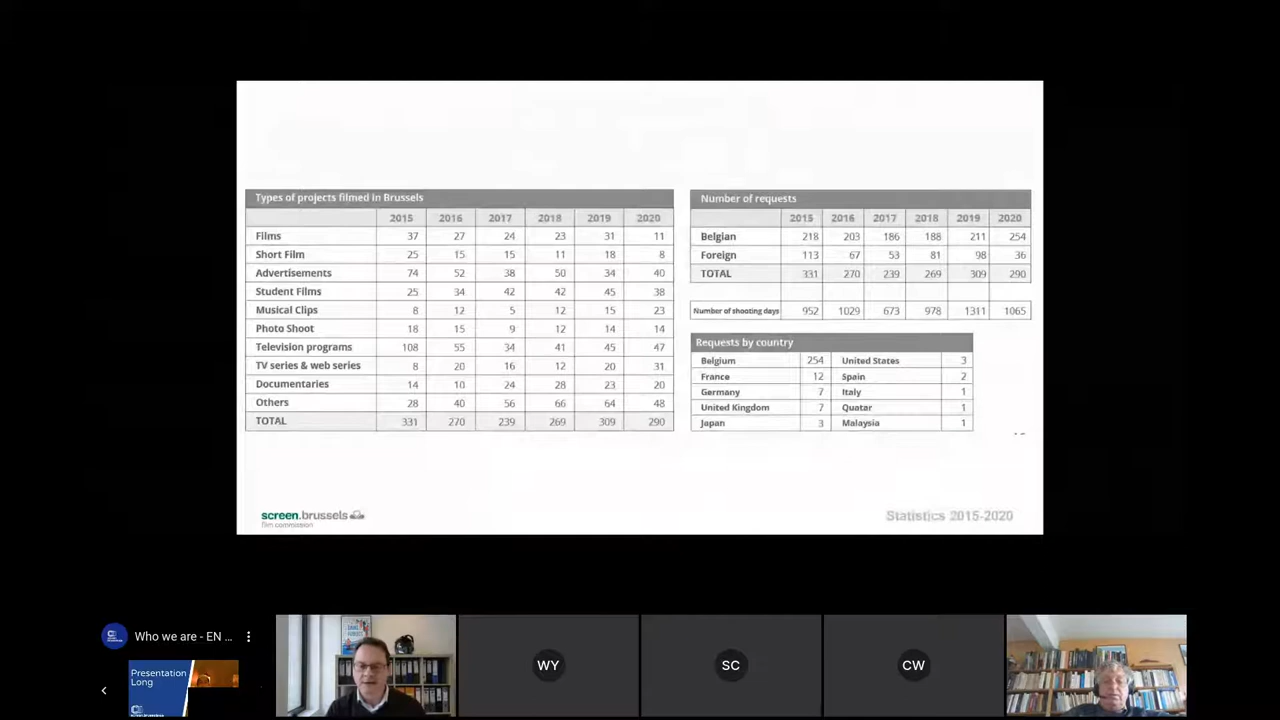 Types of projects filmed in Brussels
2015 2016 2017 2018 2019 2020
Films 37 27 24 23 31 11
Short Film 25 15 15 11 18 8
Advertisements 74 52 38 50 34 40
Student Films 25 34 42 42 45 38
Musical Clips 8 12 5 12 15 23
Photo Shoot 18 15 9 12 14 14
Television programs 108 55 34 41 45 47
TV series & web series 8 20 16 12 20 31
Documentaries 14 10 24 28 23 20
Others 28 40 56 66 64 48
TOTAL 331 270 239 269 309 290
Number of requests
2015 2016 2017 2018 2019 2020
Belgian 218 203 186 188 211 254
Foreign 113 67 53 81 98 36
TOTAL 331 270 239 269 309 290
Number of shooting days 952 1029 673 978 1311 1065
Requests by country
Belgium 254 United States 3
France 12 Spain 2
Germany 7 Italy 1
United Kingdom 7 Quatar 1
Japan 3 Malaysia 1
screen.brussels
film commission
Statistics 2015-2020
Who we are - EN ...
Presentation
Long
WY
SC
CW